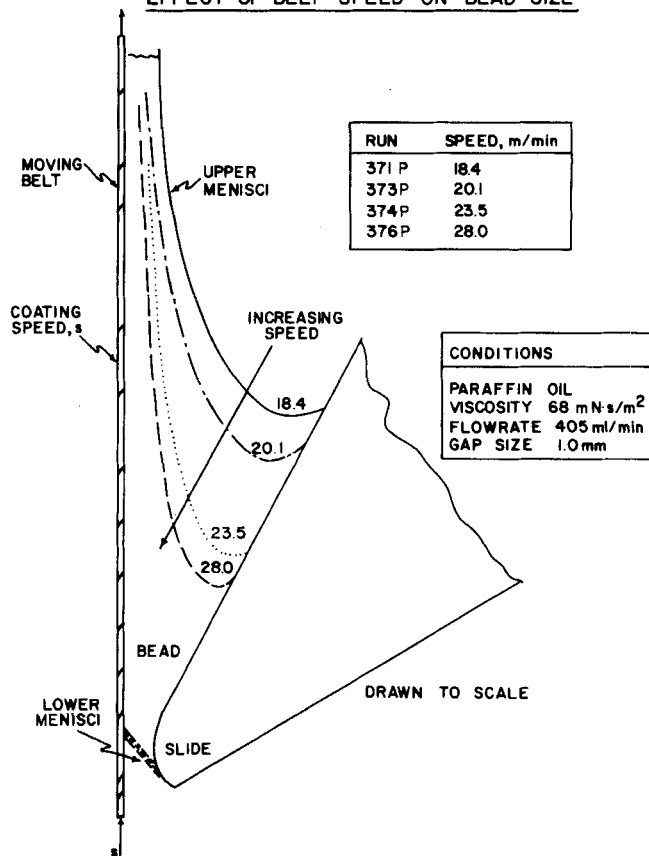 EFFECT OF BELT SPEED ON BEAD SIZE
MOVING
BELT
UPPER
MENISCI
RUN SPEED, m/min
371 P 18.4
373P 20.1
374P 23.5
376P 28.0
COATING
SPEED, s
INCREASING
SPEED
CONDITIONS
PARAFFIN OIL
VISCOSITY 68 mN·s/m²
FLOWRATE 405 ml/min
GAP SIZE 1.0mm
18.4
20.1
23.5
28.0
BEAD
LOWER
MENISCI
SLIDE
DRAWN TO SCALE
s